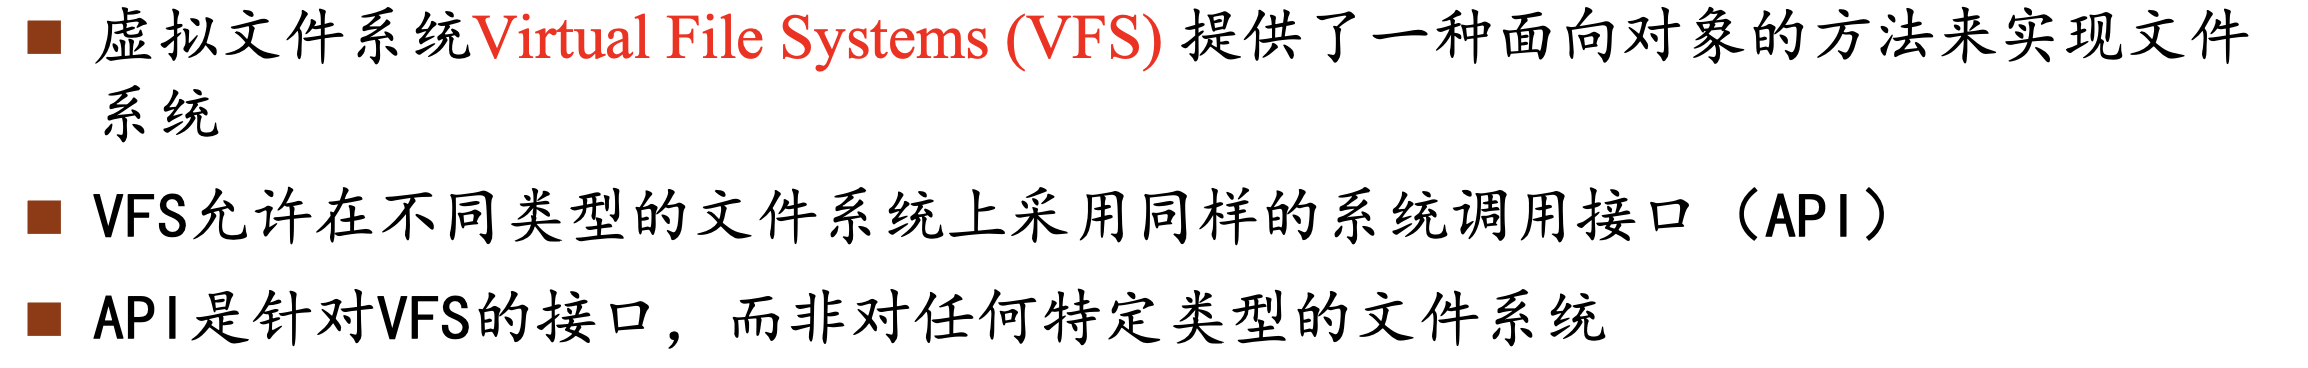 虚拟文件系统Virtual File Systems (VFS) 提供了一种面向对象的方法来实现文件
系统
VFS允许在不同类型的文件系统上采用同样的系统调用接口（API）
API是针对VFS的接口，而非对任何特定类型的文件系统